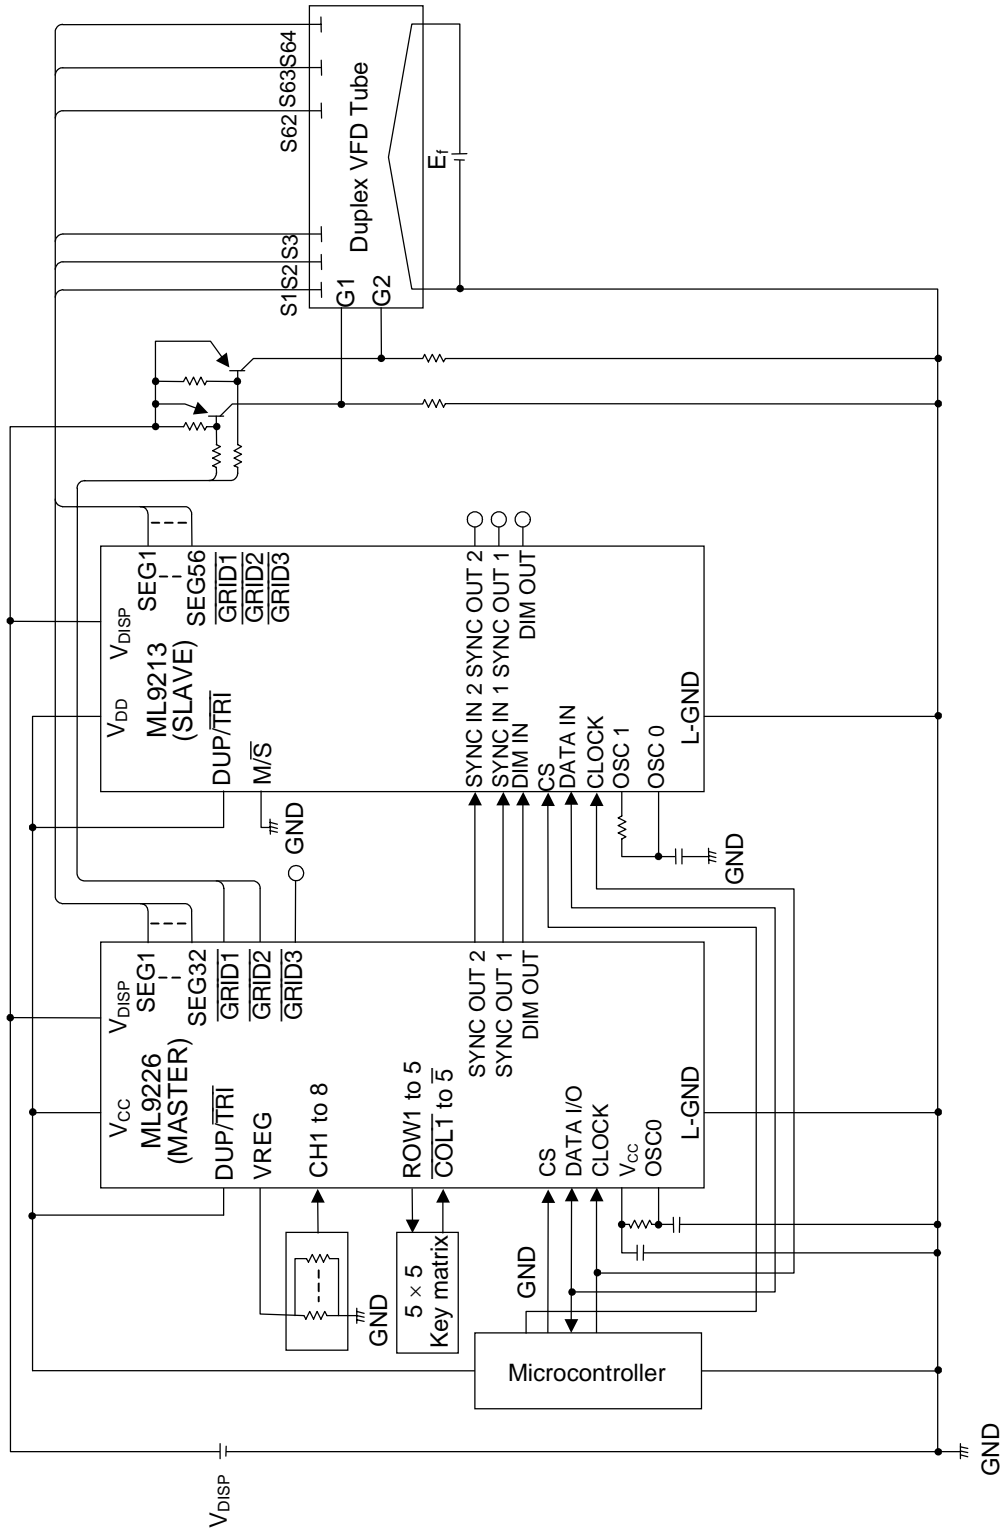 S1
S2
S3
S62
S63
S64
Duplex VFD Tube
G1
G2
Ef
VDISP
VDD
ML9213
(SLAVE)
SEG1
SEG56
GRID1
GRID2
GRID3
DUP/TRI
M/S
GND
SYNC IN 2
SYNC OUT 2
SYNC IN 1
SYNC OUT 1
DIM IN
DIM OUT
CS
DATA IN
CLOCK
OSC 1
OSC 0
L-GND
GND
VDISP
VCC
ML9226
(MASTER)
SEG1
SEG32
GRID1
GRID2
GRID3
DUP/TRI
VREG
CH1 to 8
ROW1 to 5
COL1 to 5
SYNC OUT 2
SYNC OUT 1
DIM OUT
CS
DATA I/O
CLOCK
VCC
OSC0
L-GND
GND
5 × 5
Key matrix
GND
Microcontroller
VDISP
GND